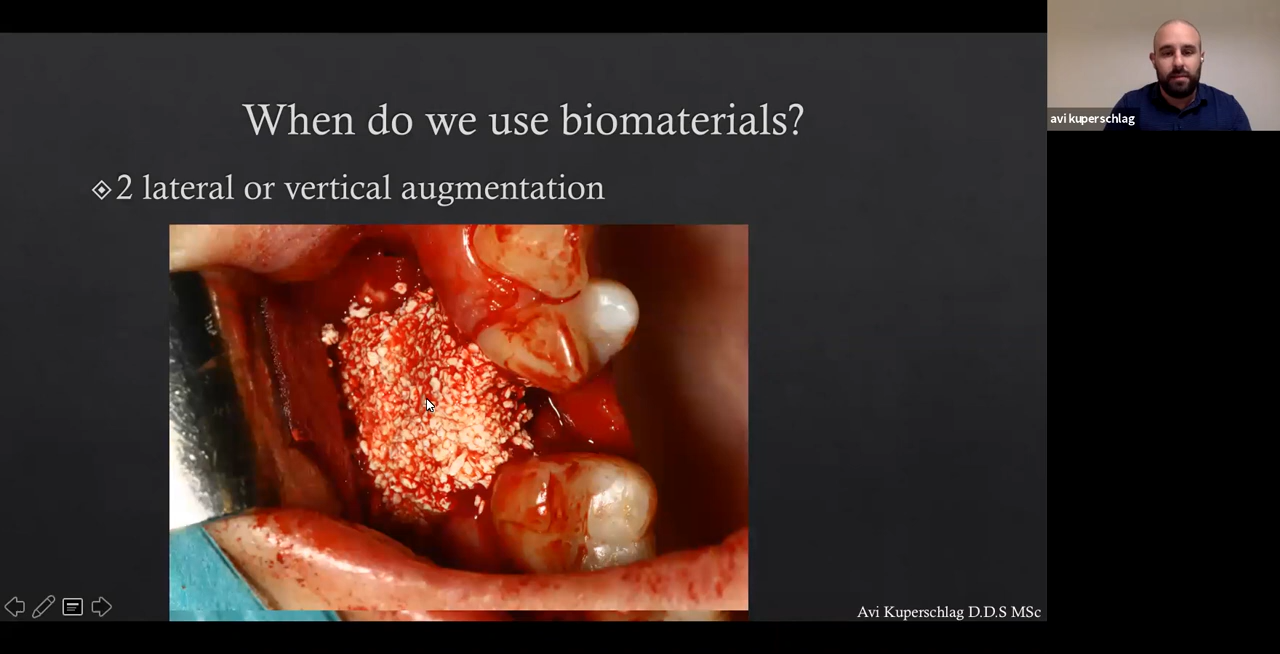 When do we use biomaterials?
2 lateral or vertical augmentation
Avi Kuperschlag D.D.S MSc
avi kuperschlag